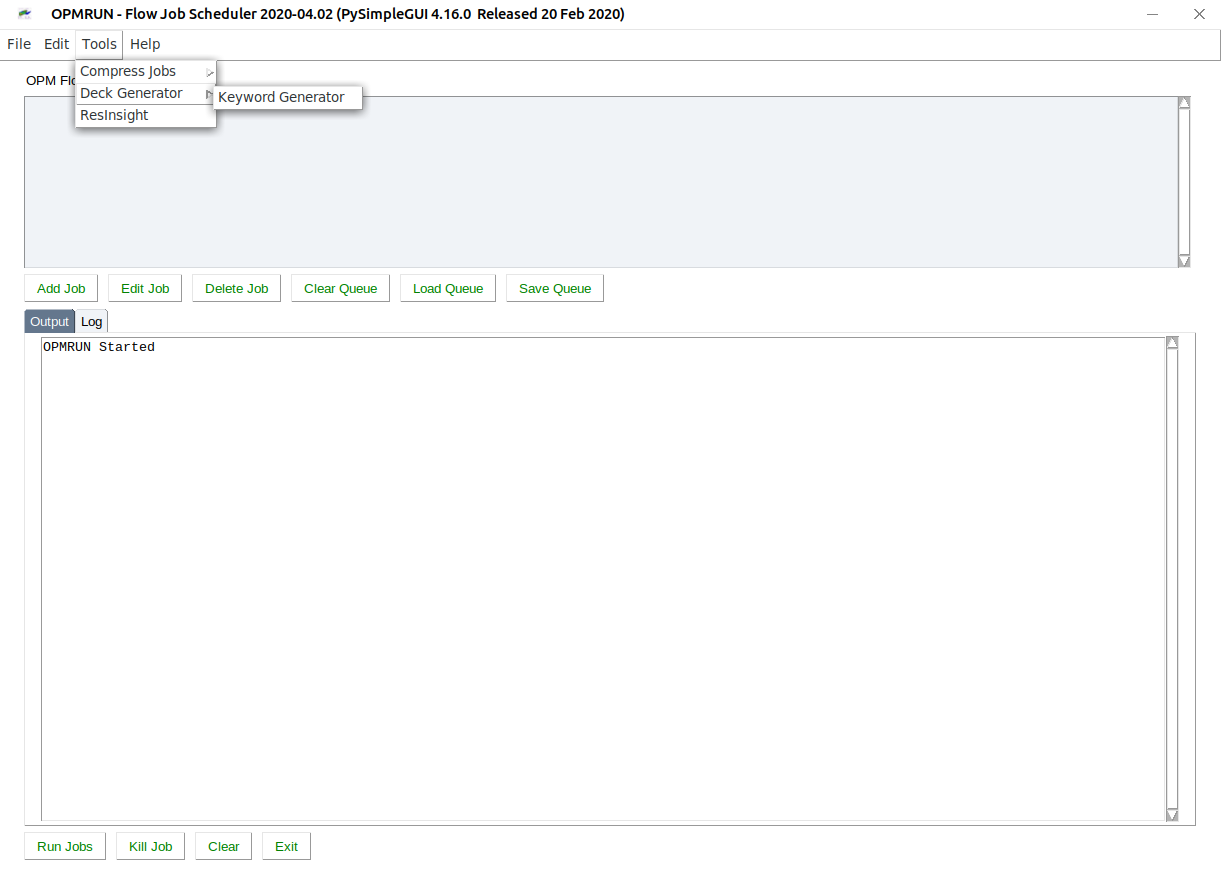 OPMRUN - Flow Job Scheduler 2020-04.02 (PySimpleGUI 4.16.0 Released 20 Feb 2020)
File Edit Tools Help
Compress Jobs
OPM
Deck Generator
Keyword Generator
ResInsight
Add Job Edit Job Delete Job Clear Queue Load Queue Save Queue
Output Log
OPMRUN Started
Run Jobs Kill Job Clear Exit